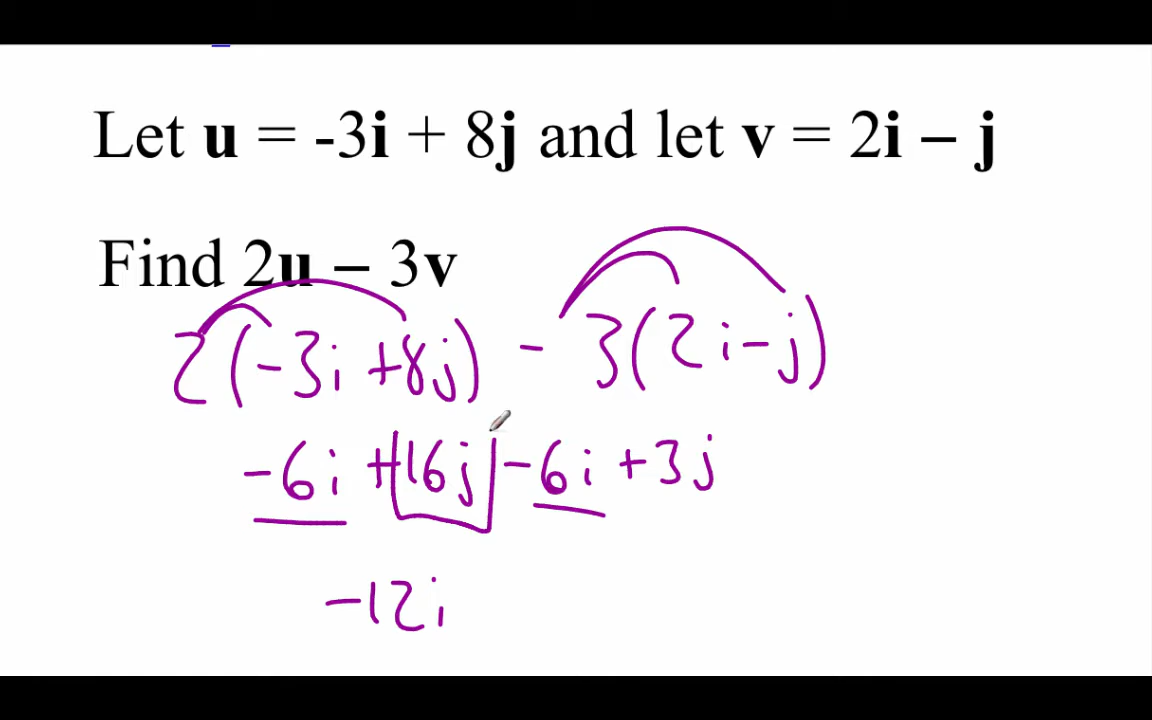 Let u = -3i + 8j and let v = 2i – j
Find 2u – 3v
2(-3i +8j) - 3(2i-j)
-6i +16j -6i +3j
-12i